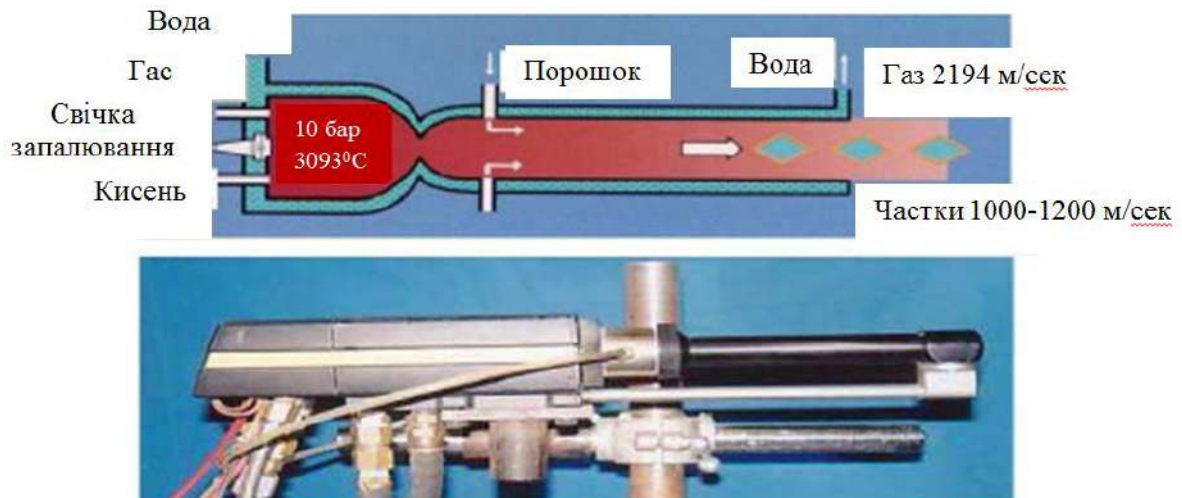 Вода
Гас
Свічка
запалювання
Кисень
10 бар
3093⁰С
Порошок
Вода
Газ 2194 м/сек
Частки 1000-1200 м/сек